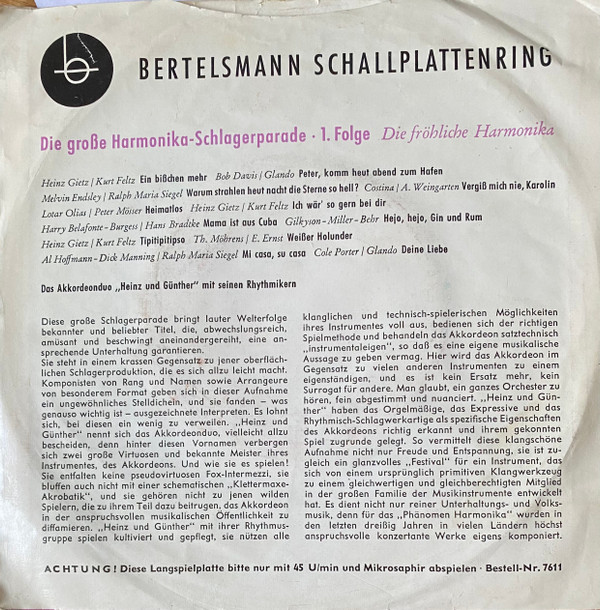 BERTELSMANN SCHALLPLATTENRING
Die große Harmonika-Schlagerparade · 1. Folge Die fröhliche Harmonika
Heinz Gietz / Kurt Feltz Ein bißchen mehr Bob Davis / Glando Peter, komm heut abend zum Hafen
Melvin Endsley / Ralph Maria Siegel Warum strahlen heut nacht die Sterne so hell? Costina / A. Weingarten Vergiß mich nie, Karolin
Lotar Olias / Peter Mösser Heimatlos Heinz Gietz / Kurt Feltz Ich wär' so gern bei dir
Harry Belafonte-Burgess / Hans Bradtke Mama ist aus Cuba Gilkyson-Miller-Behr Hejo, hejo, Gin und Rum
Heinz Gietz / Kurt Feltz Tipitipitipso Th. Möhrens / E. Ernst Weißer Holunder
Al Hoffmann-Dick Manning / Ralph Maria Siegel Mi casa, su casa Cole Porter / Glando Deine Liebe
Das Akkordeonduo „Heinz und Günther" mit seinen Rhythmikern
Diese große Schlagerparade bringt lauter Welterfolge
bekannter und beliebter Titel, die, abwechslungsreich,
amüsant und beschwingt aneinandergereiht, eine an-
sprechende Unterhaltung garantieren.
Sie steht in einem krassen Gegensatz zu jener oberfläch-
lichen Schlagerproduktion, die es sich allzu leicht macht.
Komponisten von Rang und Namen sowie Arrangeure
von besonderem Format geben sich in dieser Aufnahme
ein ungewöhnliches Stelldichein, und sie fanden – was
genauso wichtig ist – ausgezeichnete Interpreten. Es lohnt
sich, bei diesen ein wenig zu verweilen. „Heinz und
Günther" nennt sich das Akkordeonduo, vielleicht allzu
bescheiden, denn hinter diesen Vornamen verbergen
sich zwei große Virtuosen und bekannte Meister ihres
Instrumentes, des Akkordeons. Und wie sie es spielen!
Sie entfalten keine pseudovirtuosen Fox-Intermezzi, sie
bluffen auch nicht mit einer schematischen „Klettermaxe-
Akrobatik", und sie gehören nicht zu jenen wilden
Spielern, die zu ihrem Teil dazu beitrugen, das Akkordeon
in der anspruchsvollen musikalischen Öffentlichkeit zu
diffamieren. „Heinz und Günther" mit ihrer Rhythmus-
gruppe spielen kultiviert und gepflegt, sie nützen alle
klanglichen und technisch-spielerischen Möglichkeiten
ihres Instrumentes voll aus, bedienen sich der richtigen
Spielmethode und behandeln das Akkordeon satztechnisch
„instrumentaleigen", so daß es eine eigene musikalische
Aussage zu geben vermag. Hier wird das Akkordeon im
Gegensatz zu vielen anderen Instrumenten zu einem
eigenständigen, und es ist kein Ersatz mehr, kein
Surrogat für andere. Man glaubt, ein ganzes Orchester zu
hören, fein abgestimmt und nuanciert. „Heinz und Gün-
ther" haben das Orgelmäßige, das Expressive und das
Rhythmisch-Schlagwerkartige als spezifische Eigenschaften
des Akkordeons richtig erkannt und ihrem gekonnten
Spiel zugrunde gelegt. So vermittelt diese klangschöne
Aufnahme nicht nur Freude und Entspannung, sie ist zu-
gleich ein glanzvolles „Festival" für ein Instrument, das
sich von einem ursprünglich primitiven Klangwerkzeug
zu einem gleichwertigen und gleichberechtigten Mitglied
in der großen Familie der Musikinstrumente entwickelt
hat. Es dient nicht nur reiner Unterhaltungs- und Volks-
musik, denn für das „Phänomen Harmonika" wurden in
den letzten dreißig Jahren in vielen Ländern höchst
anspruchsvolle konzertante Werke eigens komponiert.
ACHTUNG! Diese Langspielplatte bitte nur mit 45 U/min und Mikrosaphir abspielen · Bestell-Nr. 7611